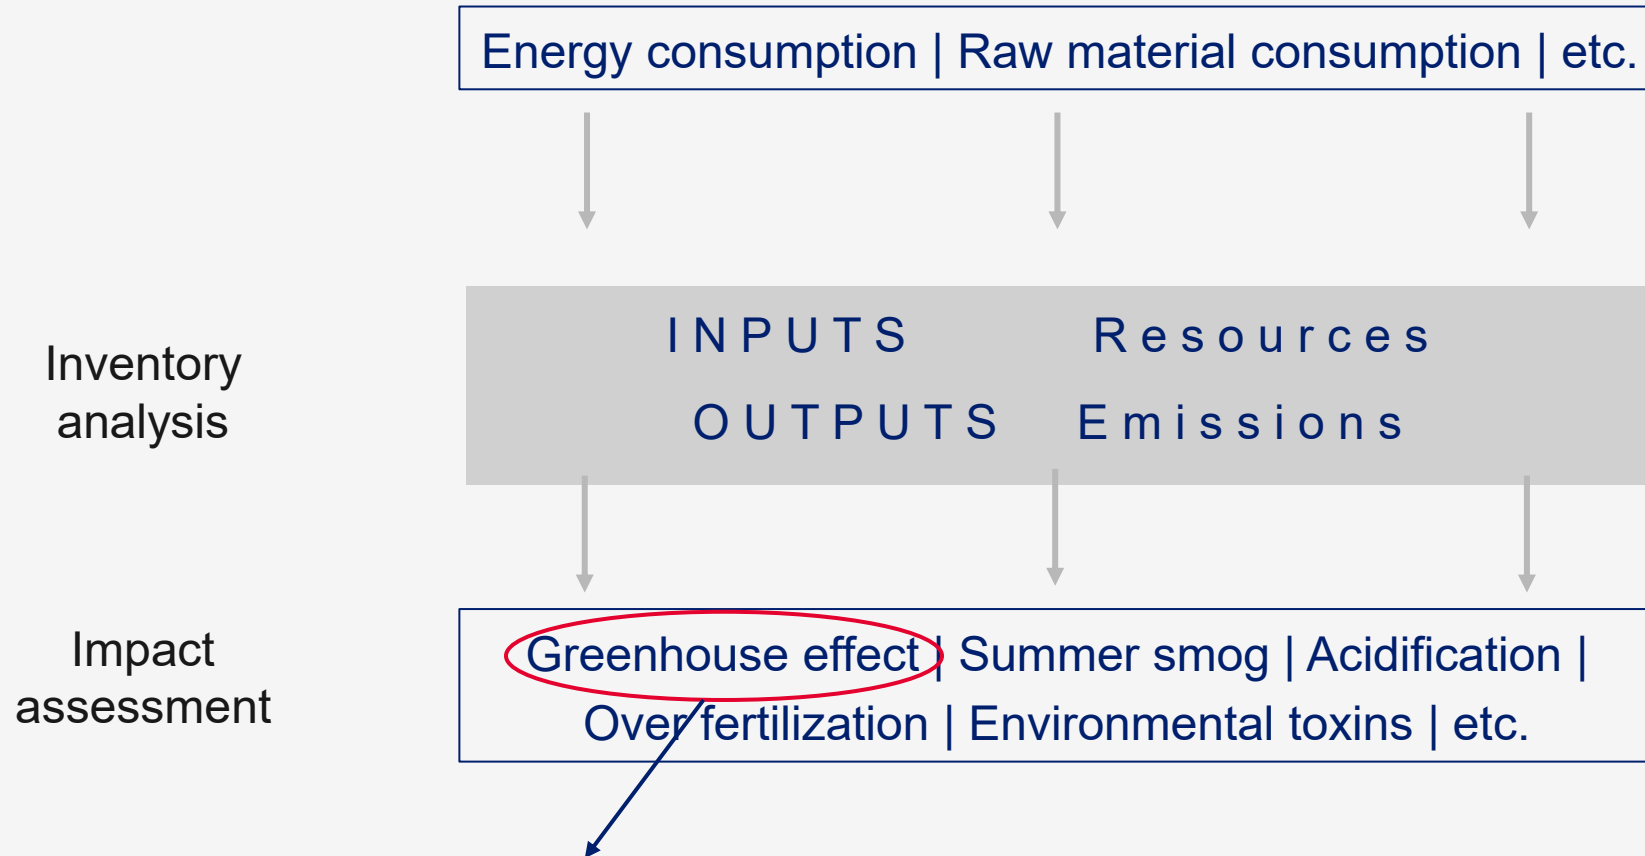 Energy consumption | Raw material consumption | etc.
Inventory
analysis
INPUTS Resources
OUTPUTS Emissions
Impact
assessment
Greenhouse effect | Summer smog | Acidification |
Over fertilization | Environmental toxins | etc.